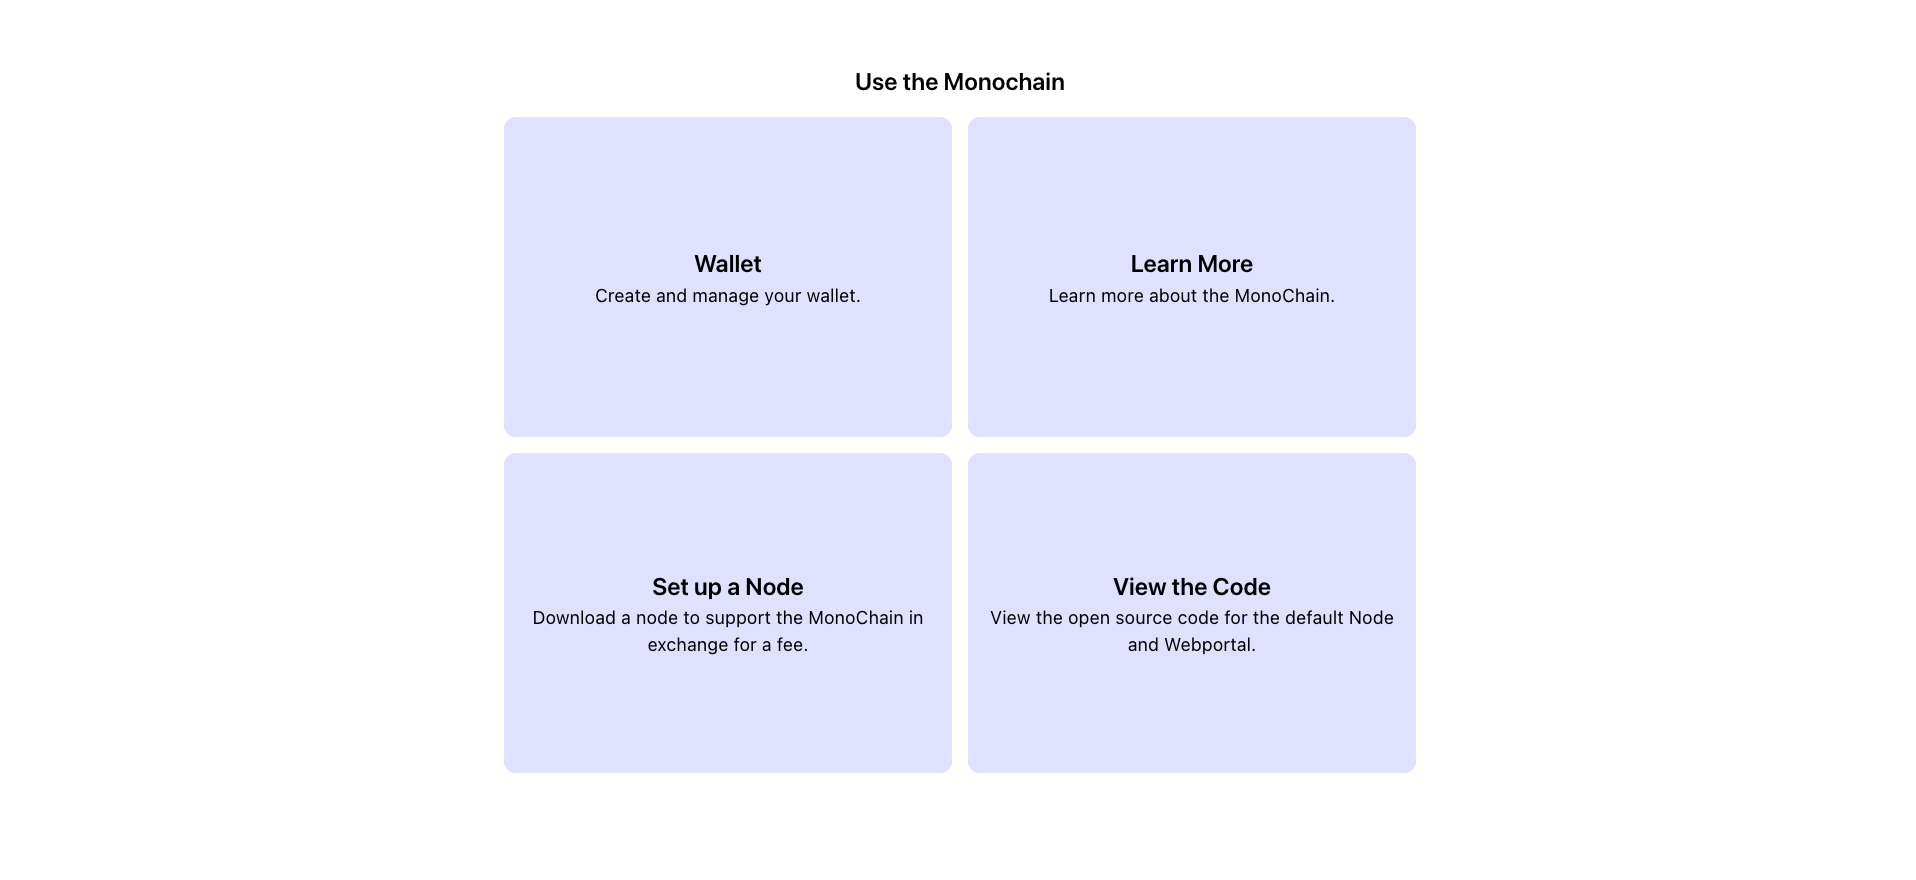 Use the Monochain
Wallet
Create and manage your wallet.
Learn More
Learn more about the MonoChain.
Set up a Node
Download a node to support the MonoChain in
exchange for a fee.
View the Code
View the open source code for the default Node
and Webportal.